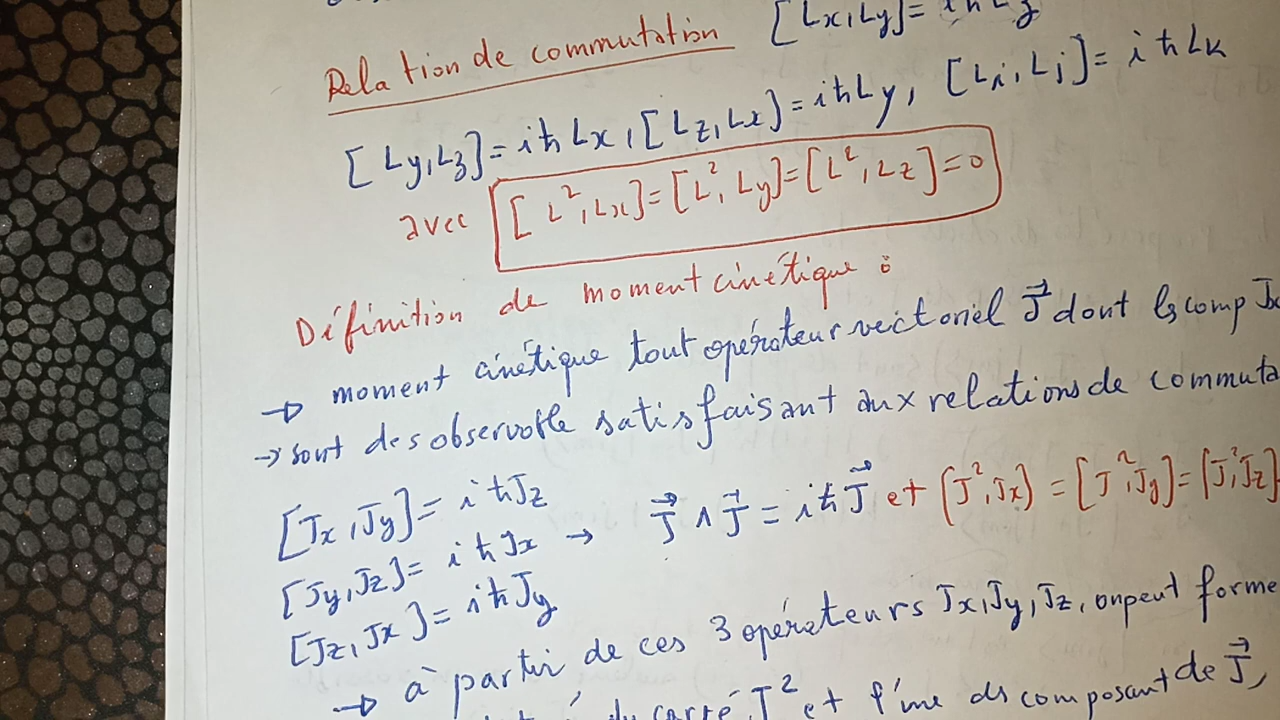 Relation de commutation [Lx, Ly] = iħLz
[Ly, Lz] = iħLx, [Lz, Lx] = iħLy, [Li, Lj] = iħLk
avec [L², Lx] = [L², Ly] = [L², Lz] = 0
Définition de moment cinétique :
→ moment cinétique tout opérateur vectoriel J⃗ dont ls comp Jx
→ sont des observable satisfaisant aux relations de commuta
[Jx, Jy] = iħJz
[Jy, Jz] = iħJx → J⃗ ∧ J⃗ = iħJ⃗ et (J², Jx) = [J², Jy] = [J², Jz]
[Jz, Jx] = iħJy
→ à partir de ces 3 opérateurs Jx, Jy, Jz, on peut forme
du carré J² et l'une ds composant de J⃗,